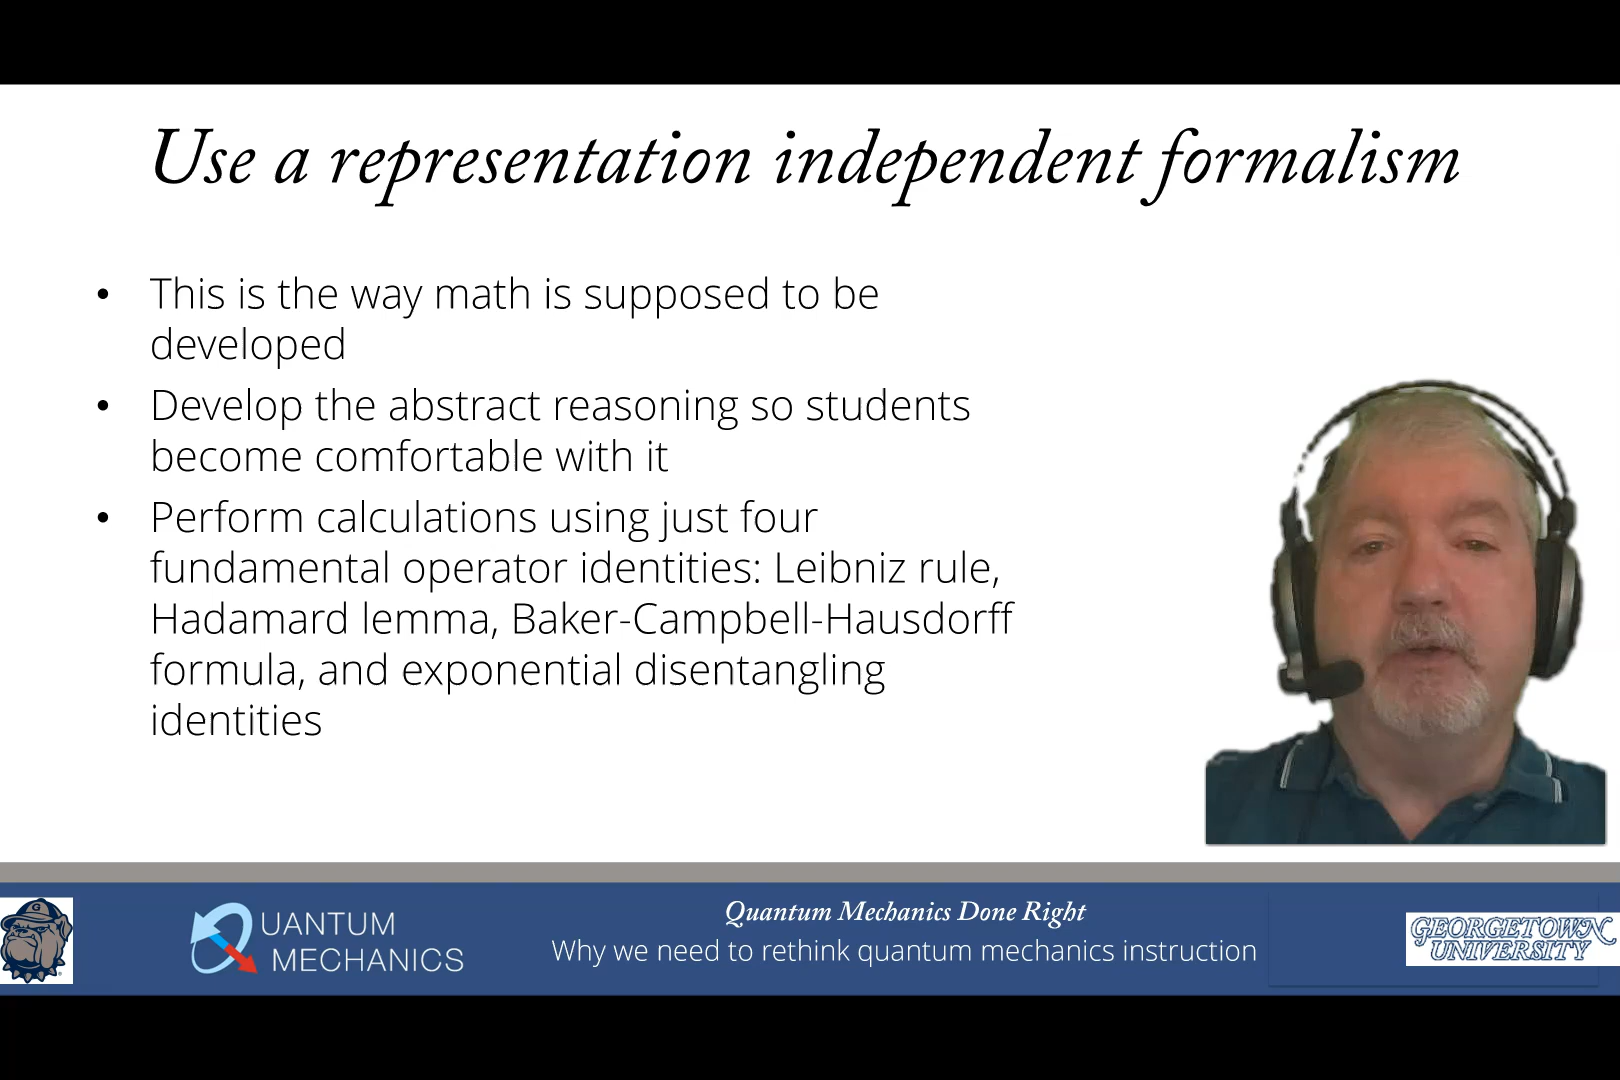 Use a representation independent formalism
• This is the way math is supposed to be
developed
• Develop the abstract reasoning so students
become comfortable with it
• Perform calculations using just four
fundamental operator identities: Leibniz rule,
Hadamard lemma, Baker-Campbell-Hausdorff
formula, and exponential disentangling
identities
G
QUANTUM
MECHANICS
Quantum Mechanics Done Right
Why we need to rethink quantum mechanics instruction
GEORGETOWN
UNIVERSITY